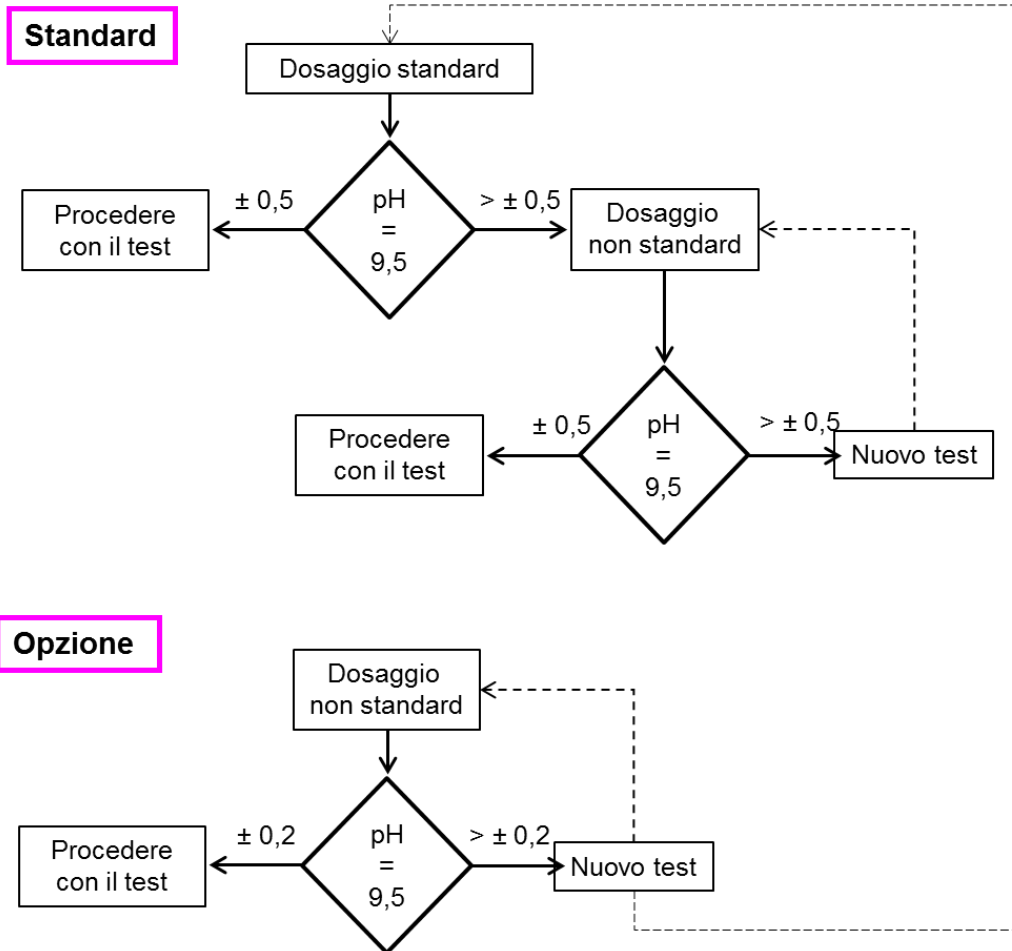 Standard
Dosaggio standard
± 0,5
pH
=
9,5
> ± 0,5
Procedere
con il test
Dosaggio
non standard
± 0,5
pH
=
9,5
> ± 0,5
Procedere
con il test
Nuovo test
Opzione
Dosaggio
non standard
± 0,2
pH
=
9,5
> ± 0,2
Procedere
con il test
Nuovo test